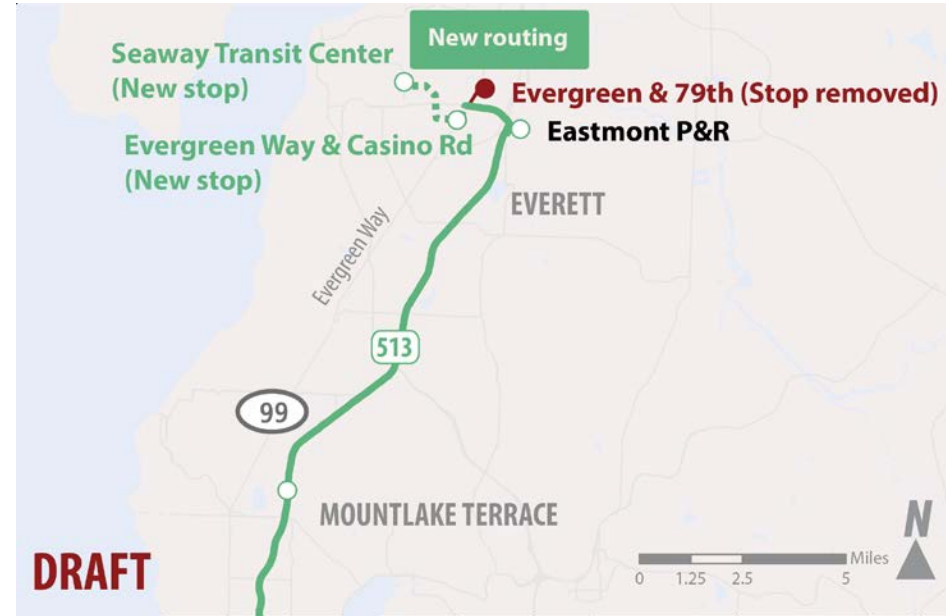 New routing
Seaway Transit Center
(New stop)
Evergreen & 79th (Stop removed)
Eastmont P&R
Evergreen Way & Casino Rd
(New stop)
EVERETT
Evergreen Way
513
99
MOUNTLAKE TERRACE
N
DRAFT
Miles
0 1.25 2.5 5